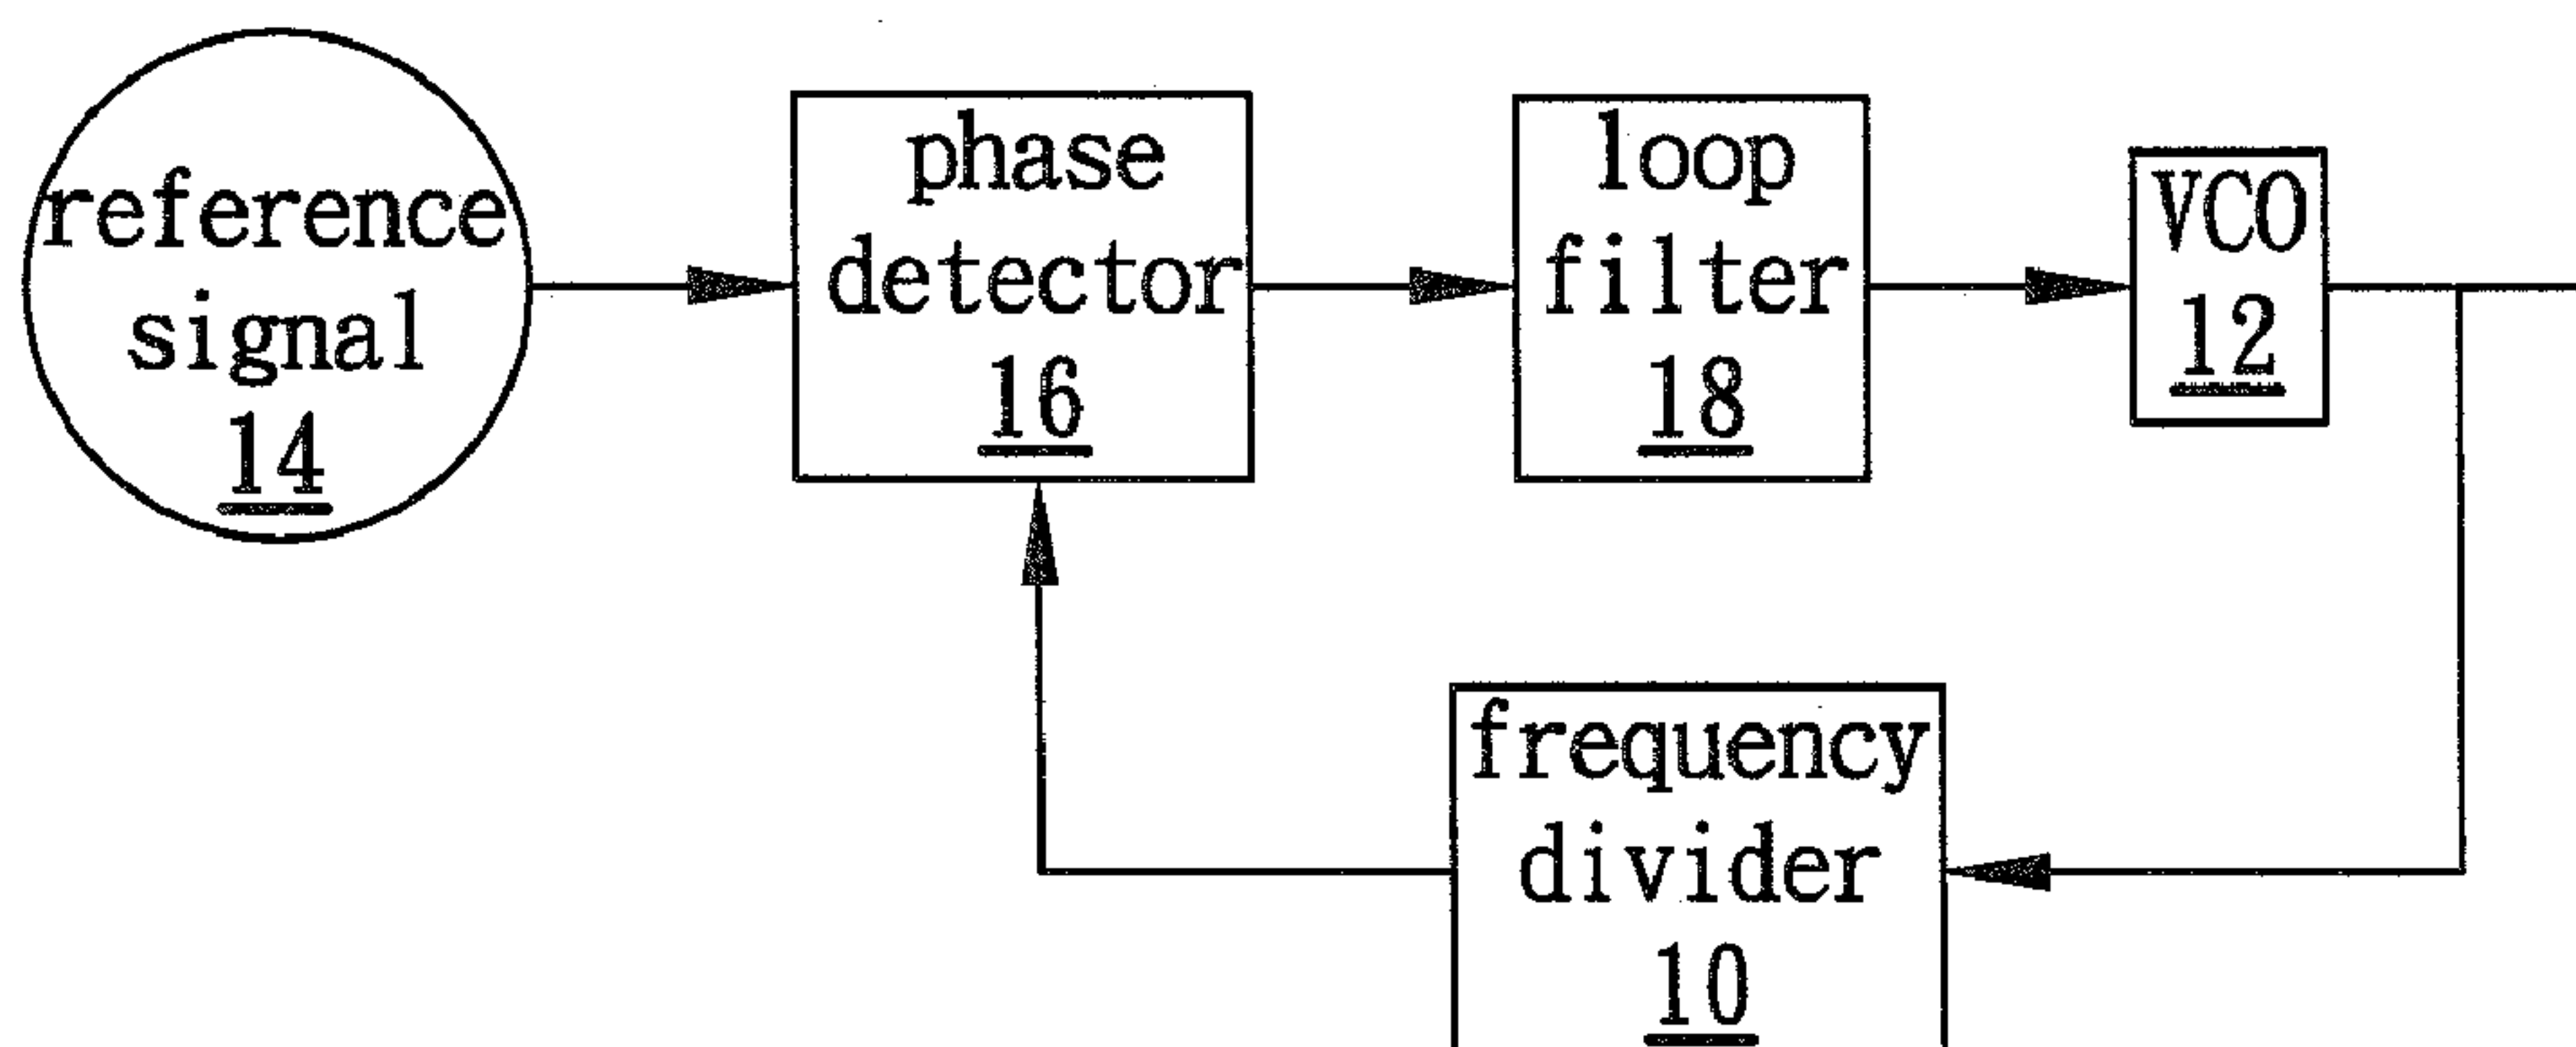 reference
signal
14
phase
detector
16
loop
filter
18
VCO
12
frequency
divider
10